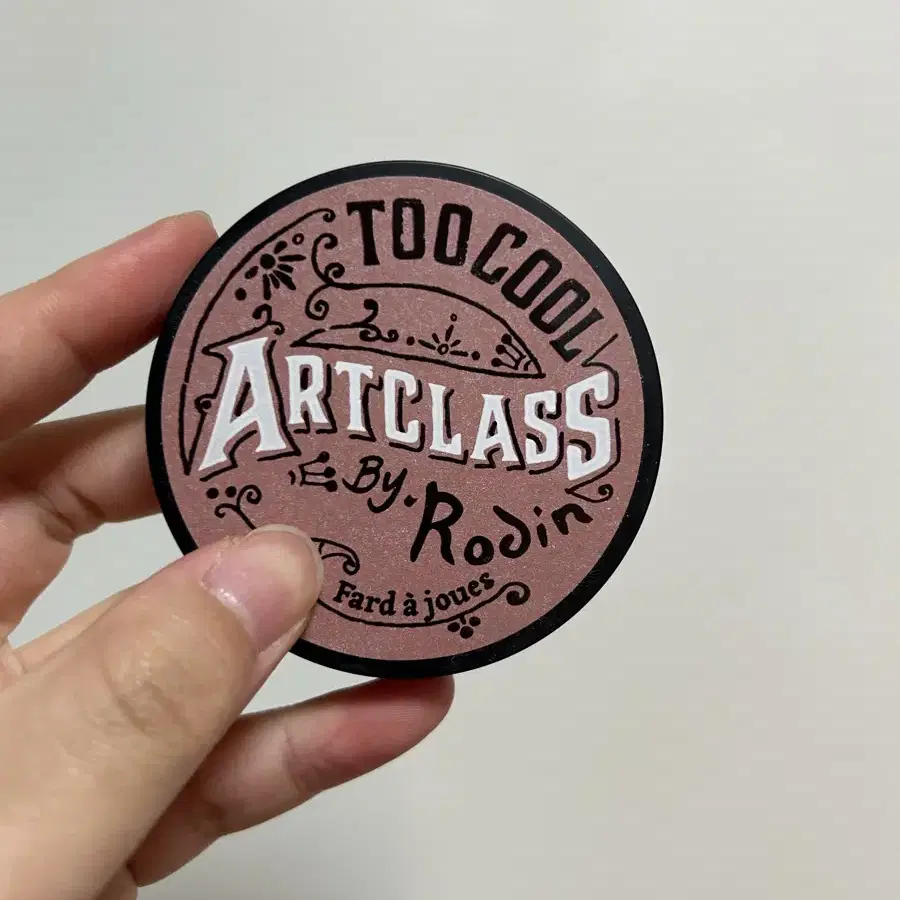 TOO COOL
ARTCLASS
By. Rodin
Fard à joues